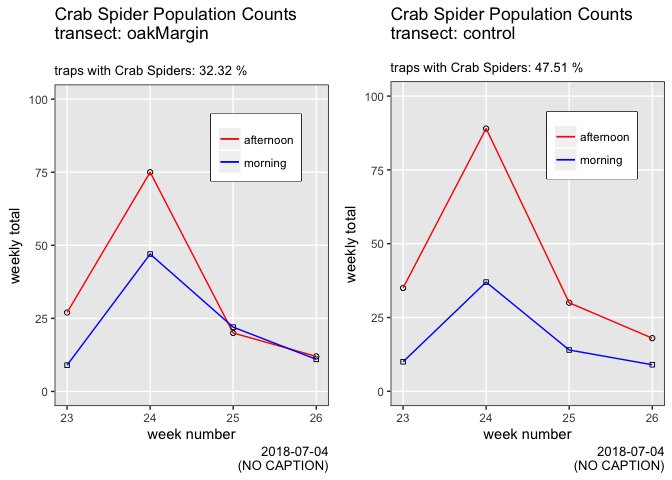 Crab Spider Population Counts
transect: oakMargin
traps with Crab Spiders: 32.32 %
100
75
50
25
0
weekly total
afternoon
morning
23 24 25 26
week number
2018-07-04
(NO CAPTION)
Crab Spider Population Counts
transect: control
traps with Crab Spiders: 47.51 %
100
75
50
25
0
weekly total
afternoon
morning
23 24 25 26
week number
2018-07-04
(NO CAPTION)